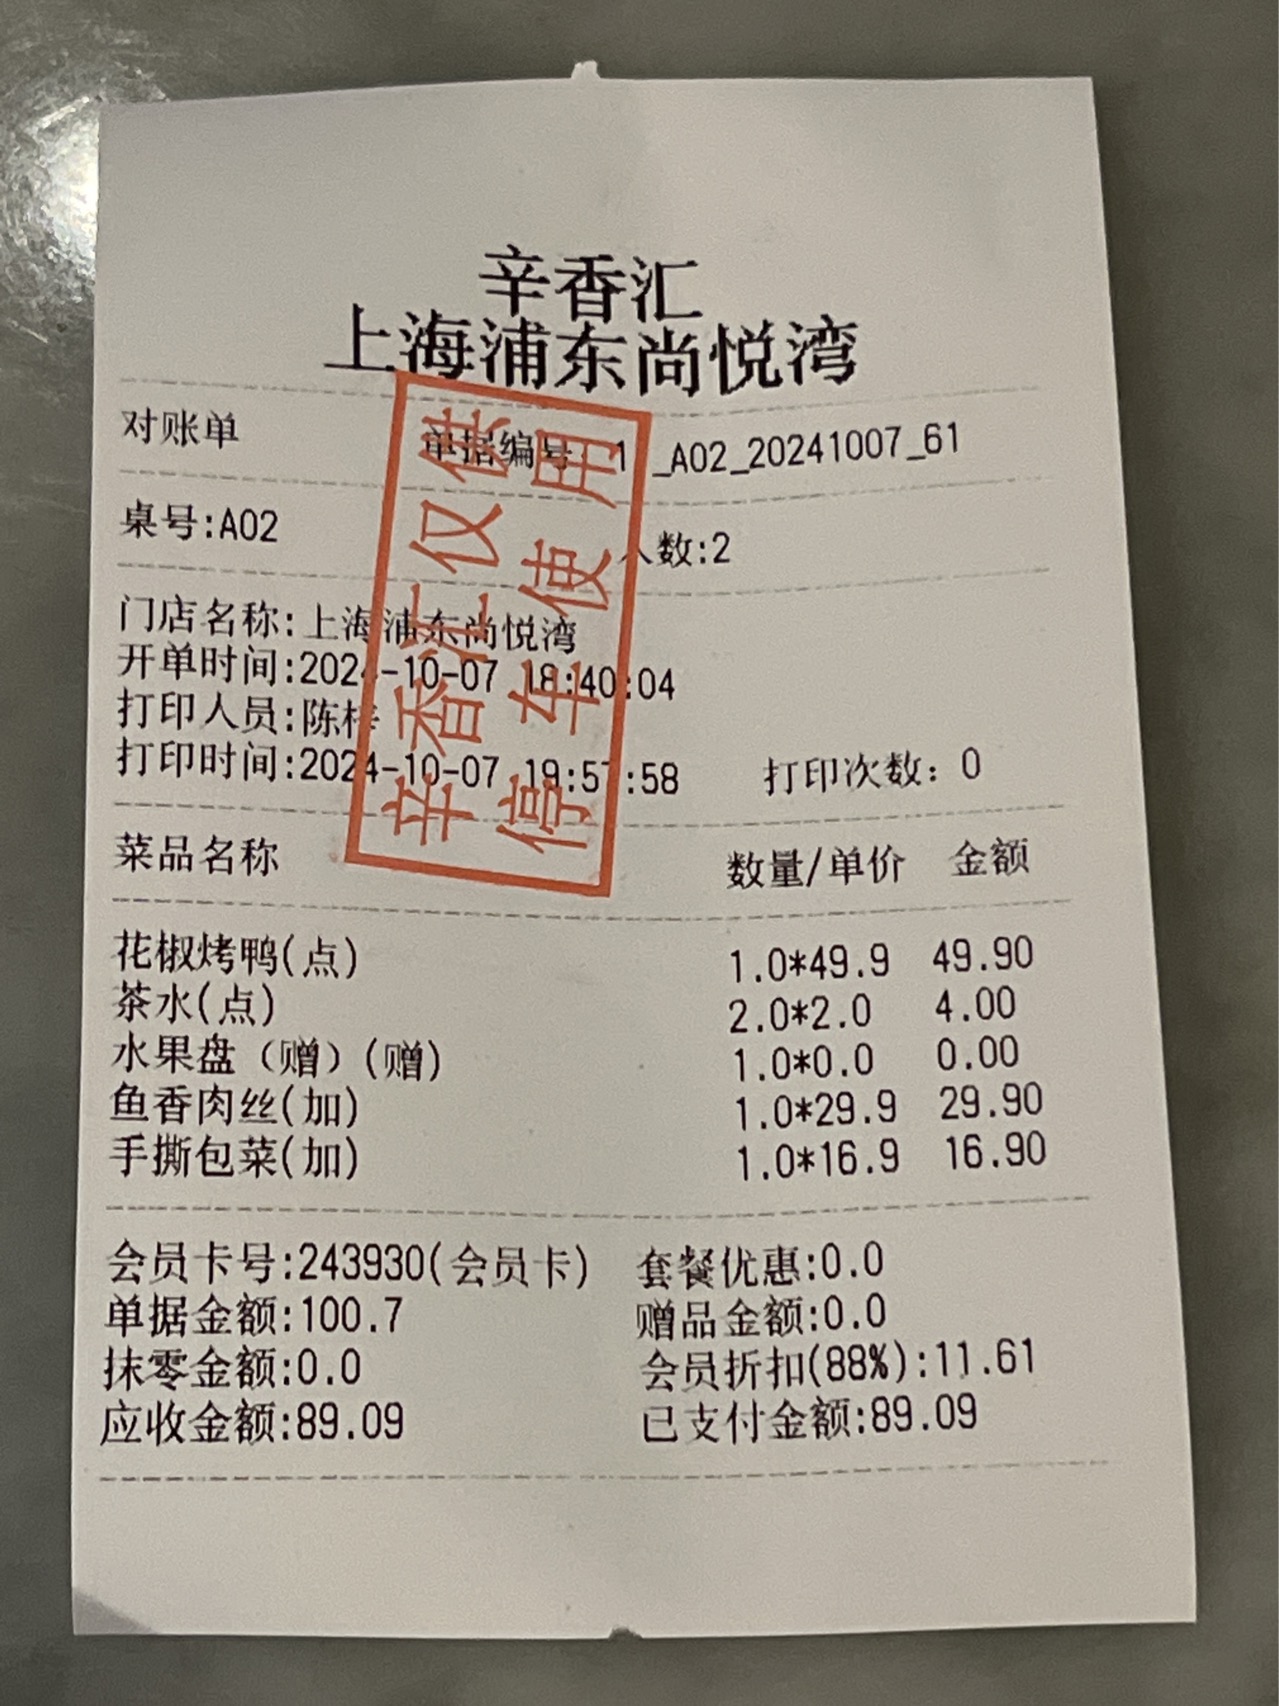 辛香汇
上海浦东尚悦湾
对账单 单据编号 1 _A02_20241007_61
桌号:A02 人数:2
门店名称:上海浦东尚悦湾
开单时间:2024-10-07 18:40:04
打印人员:陈梓
打印时间:2024-10-07 19:57:58 打印次数：0
辛香汇仅供
停车使用
菜品名称 数量/单价 金额
花椒烤鸭(点) 1.0*49.9 49.90
茶水(点) 2.0*2.0 4.00
水果盘（赠）(赠) 1.0*0.0 0.00
鱼香肉丝(加) 1.0*29.9 29.90
手撕包菜(加) 1.0*16.9 16.90
会员卡号:243930(会员卡) 套餐优惠:0.0
单据金额:100.7 赠品金额:0.0
抹零金额:0.0 会员折扣(88%):11.61
应收金额:89.09 已支付金额:89.09